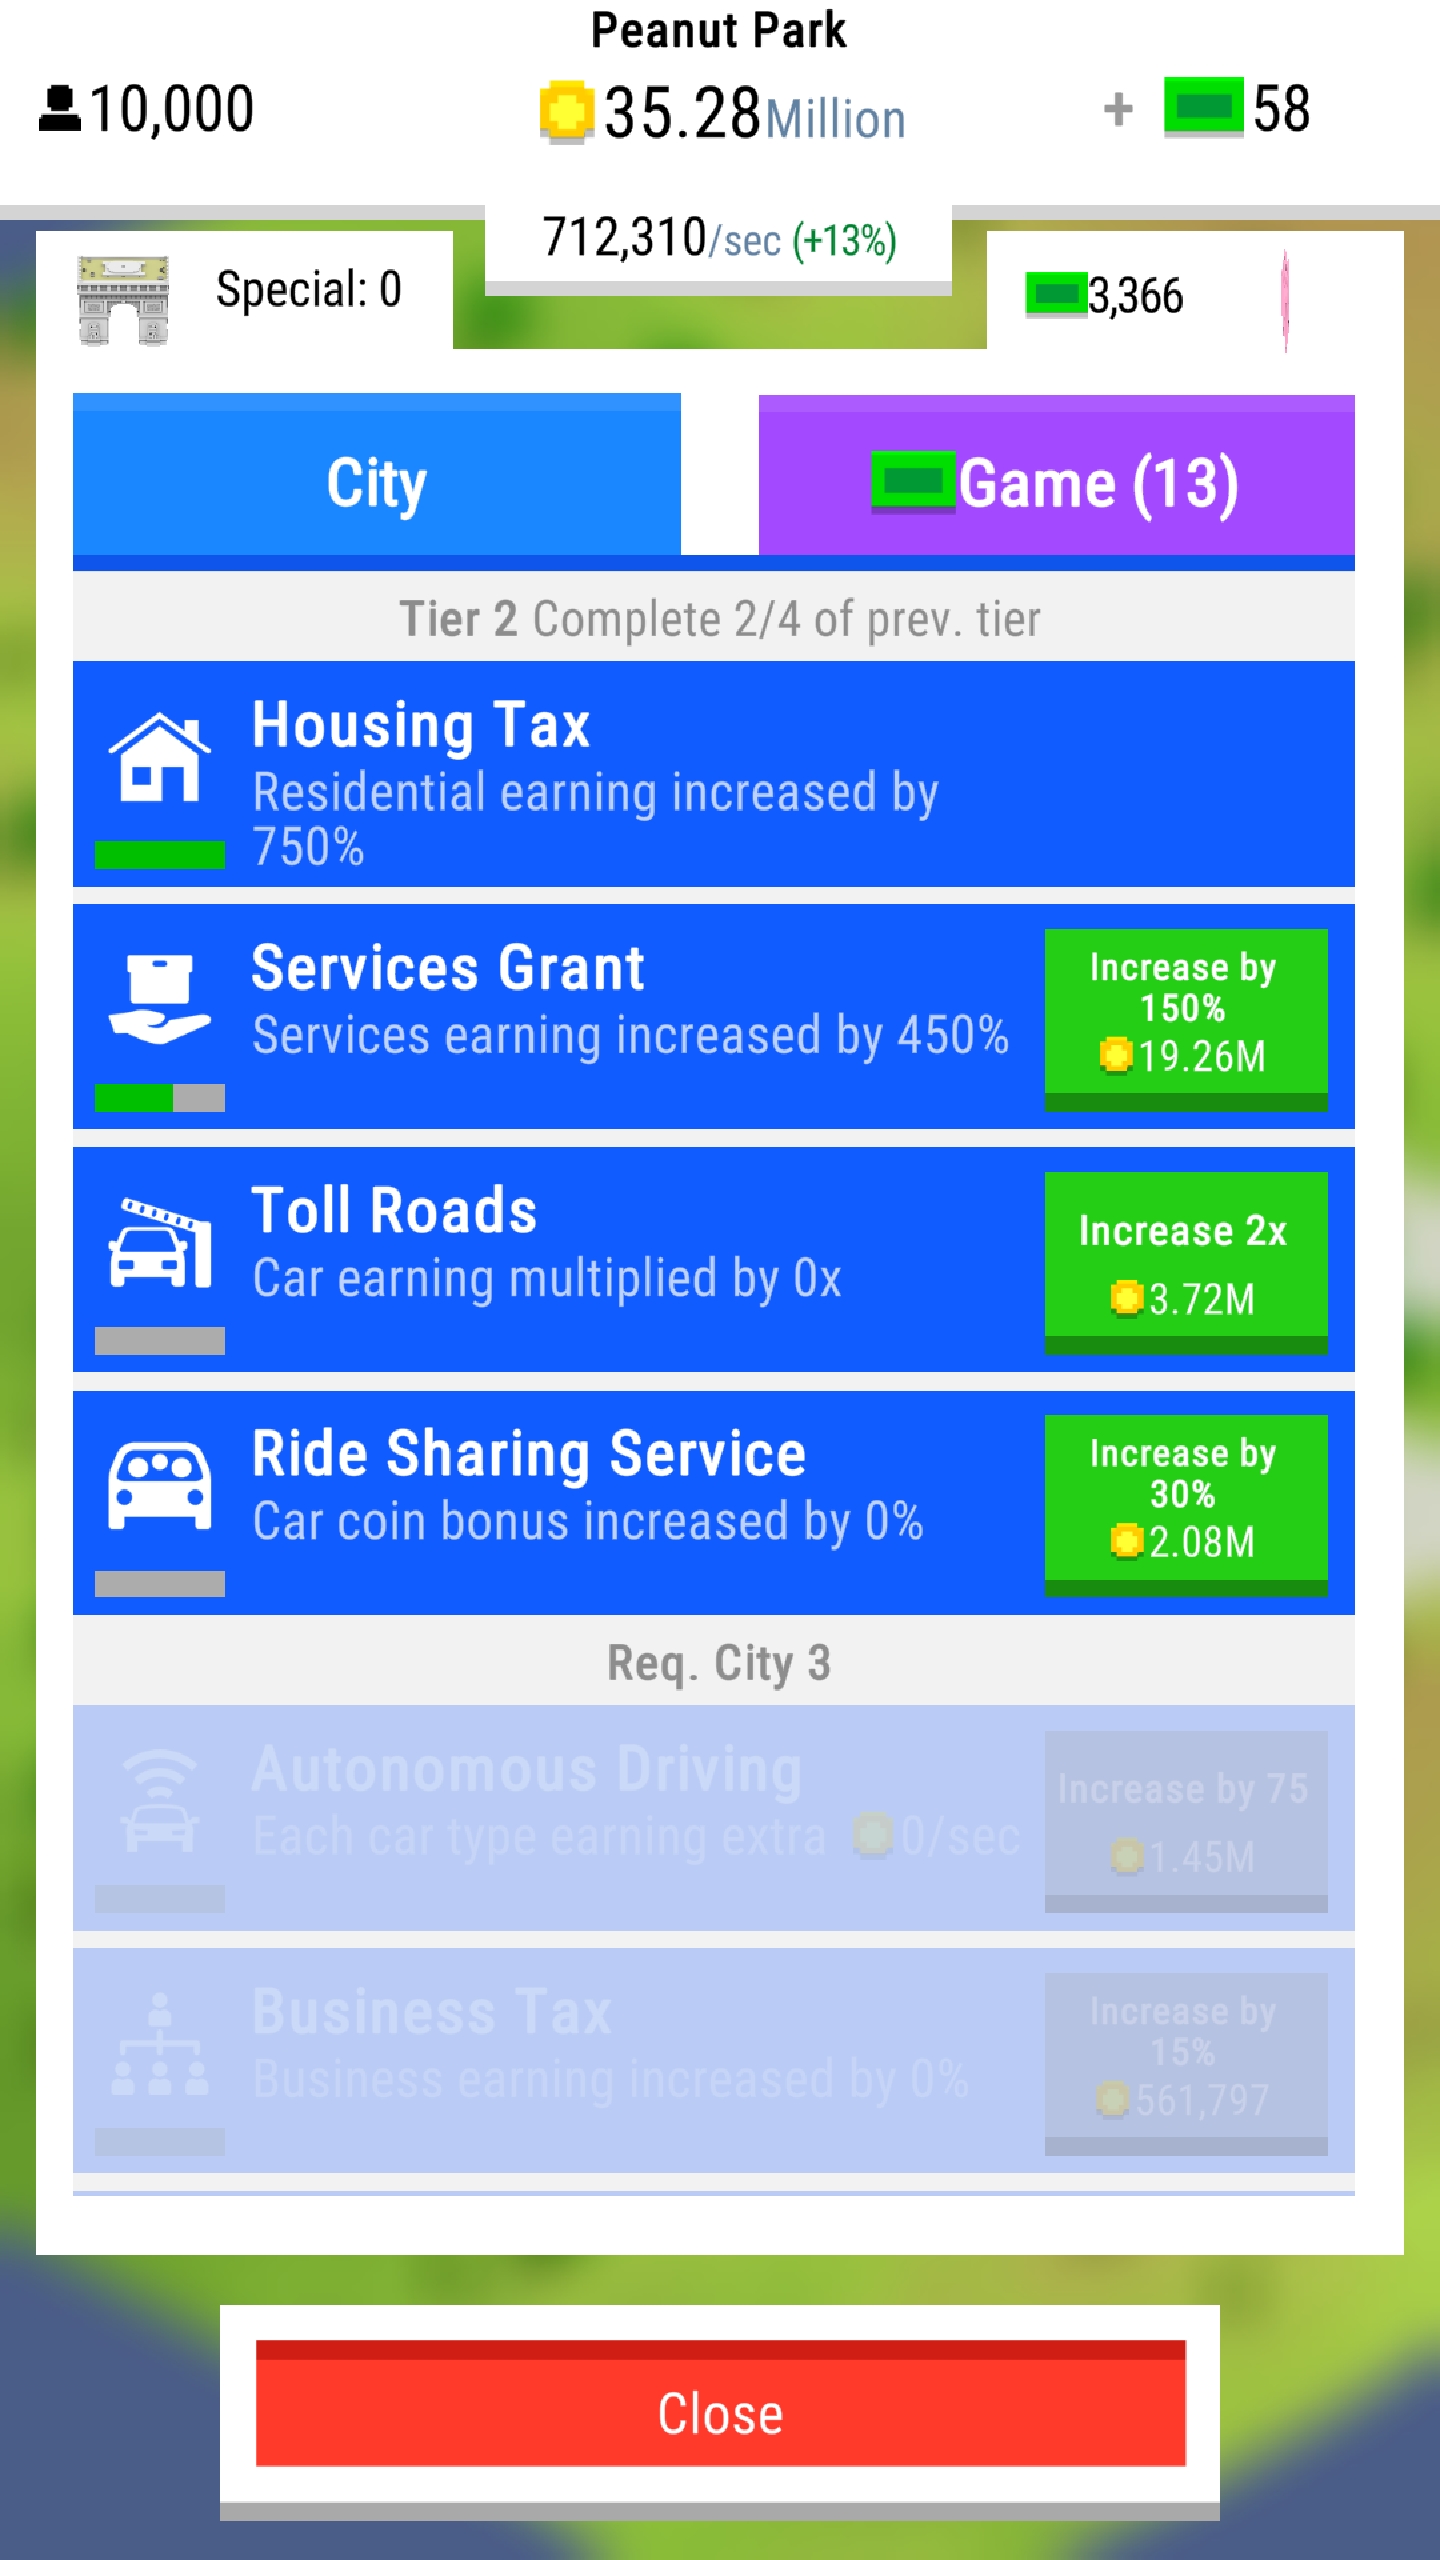 Peanut Park
10,000
35.28Million
+ 58
712,310/sec (+13%)
Special: 0
3,366
City
Game (13)
Tier 2 Complete 2/4 of prev. tier
Housing Tax
Residential earning increased by
750%
Services Grant
Services earning increased by 450%
Increase by
150%
19.26M
Toll Roads
Car earning multiplied by 0x
Increase 2x
3.72M
Ride Sharing Service
Car coin bonus increased by 0%
Increase by
30%
2.08M
Req. City 3
Autonomous Driving
Each car type earning extra 0/sec
Increase by 75
1.45M
Business Tax
Business earning increased by 0%
Increase by
15%
561,797
Close